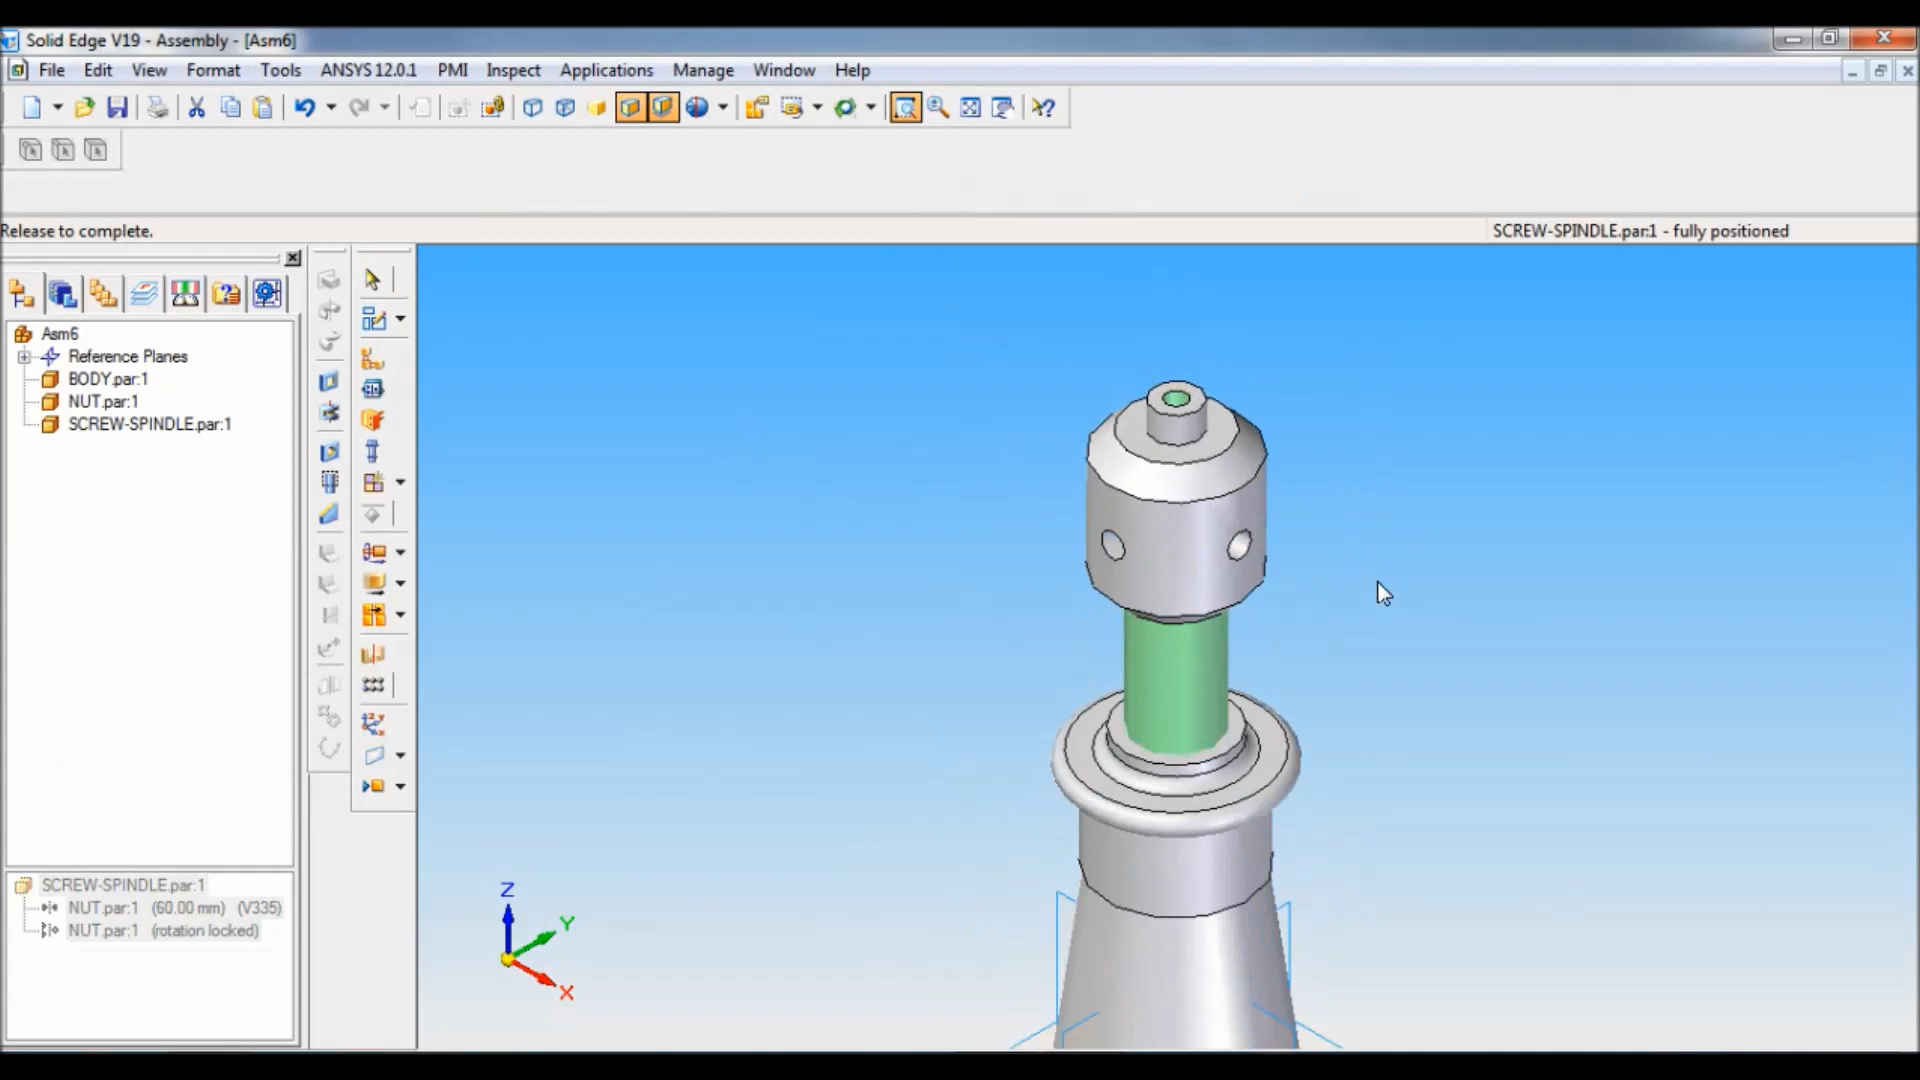 Solid Edge V19 - Assembly - [Asm6]
File Edit View Format Tools ANSYS 12.0.1 PMI Inspect Applications Manage Window Help
Release to complete.
SCREW-SPINDLE.par:1 - fully positioned
Asm6
Reference Planes
BODY.par:1
NUT.par:1
SCREW-SPINDLE.par:1
SCREW-SPINDLE.par:1
NUT.par:1 (60.00 mm) (V335)
NUT.par:1 (rotation locked)
Z
Y
X